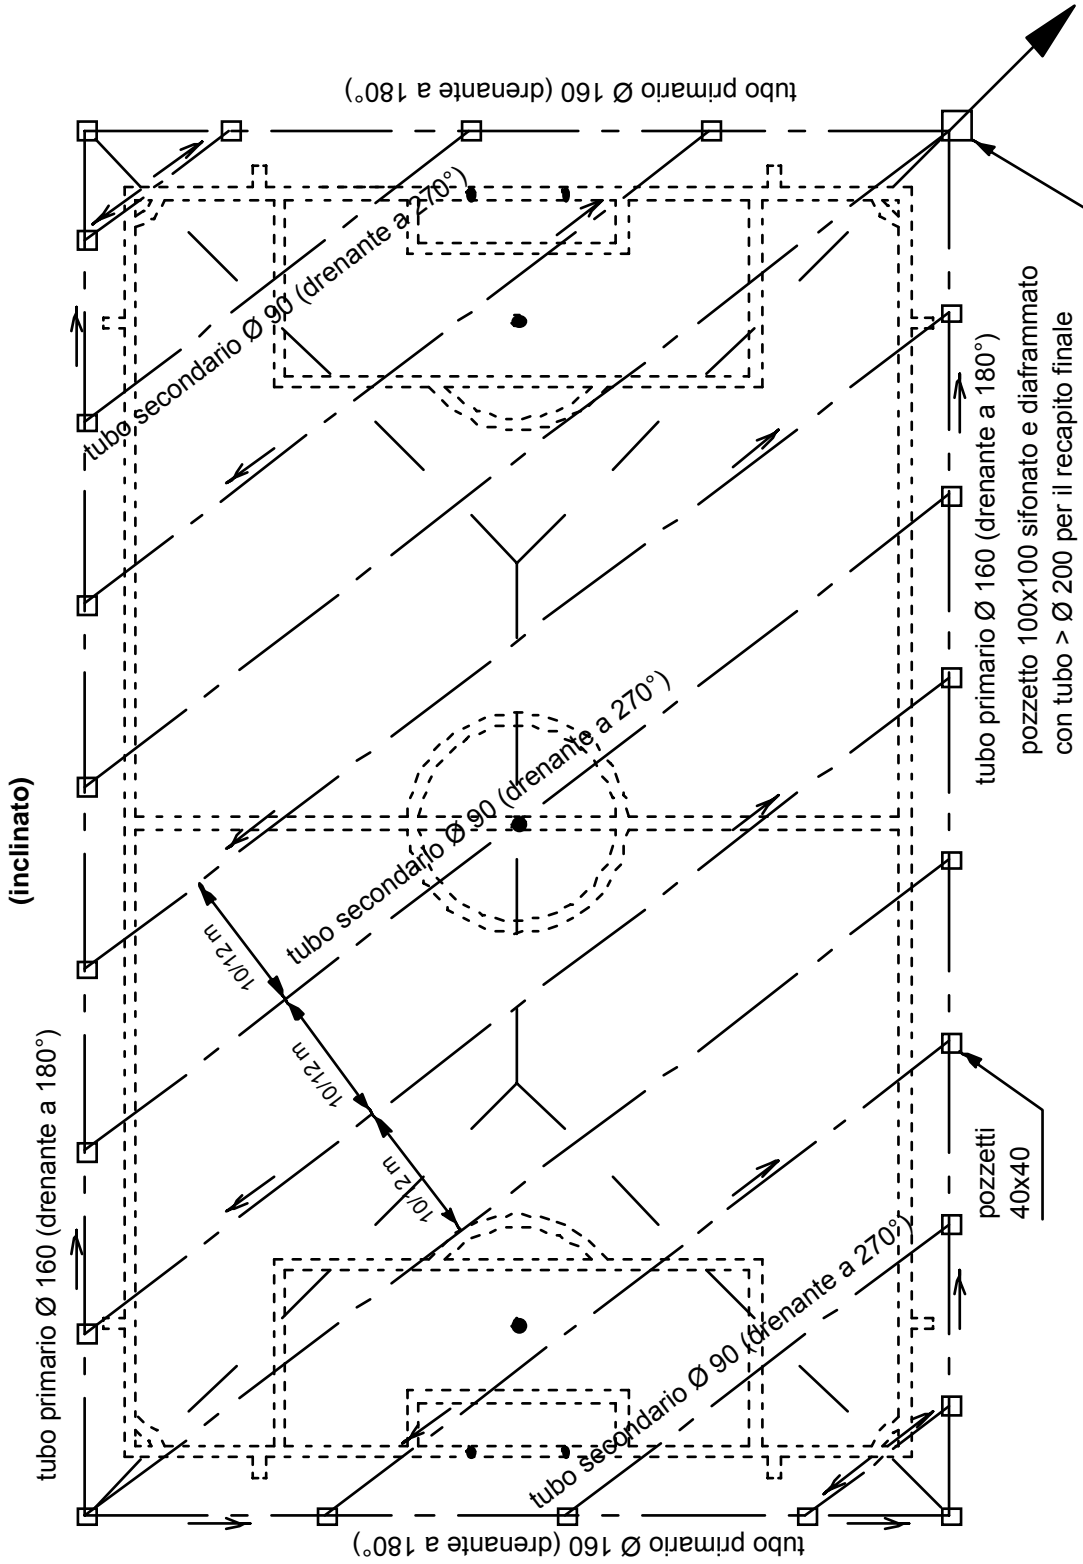 (inclinato)
tubo primario Ø 160 (drenante a 180°)
tubo primario Ø 160 (drenante a 180°)
tubo secondario Ø 90 (drenante a 270°)
10/12 m
10/12 m
10/12 m
tubo secondario Ø 90 (drenante a 270°)
tubo secondario Ø 90 (drenante a 270°)
tubo primario Ø 160 (drenante a 180°)
pozzetti
40x40
tubo primario Ø 160 (drenante a 180°)
pozzetto 100x100 sifonato e diaframmato
con tubo > Ø 200 per il recapito finale